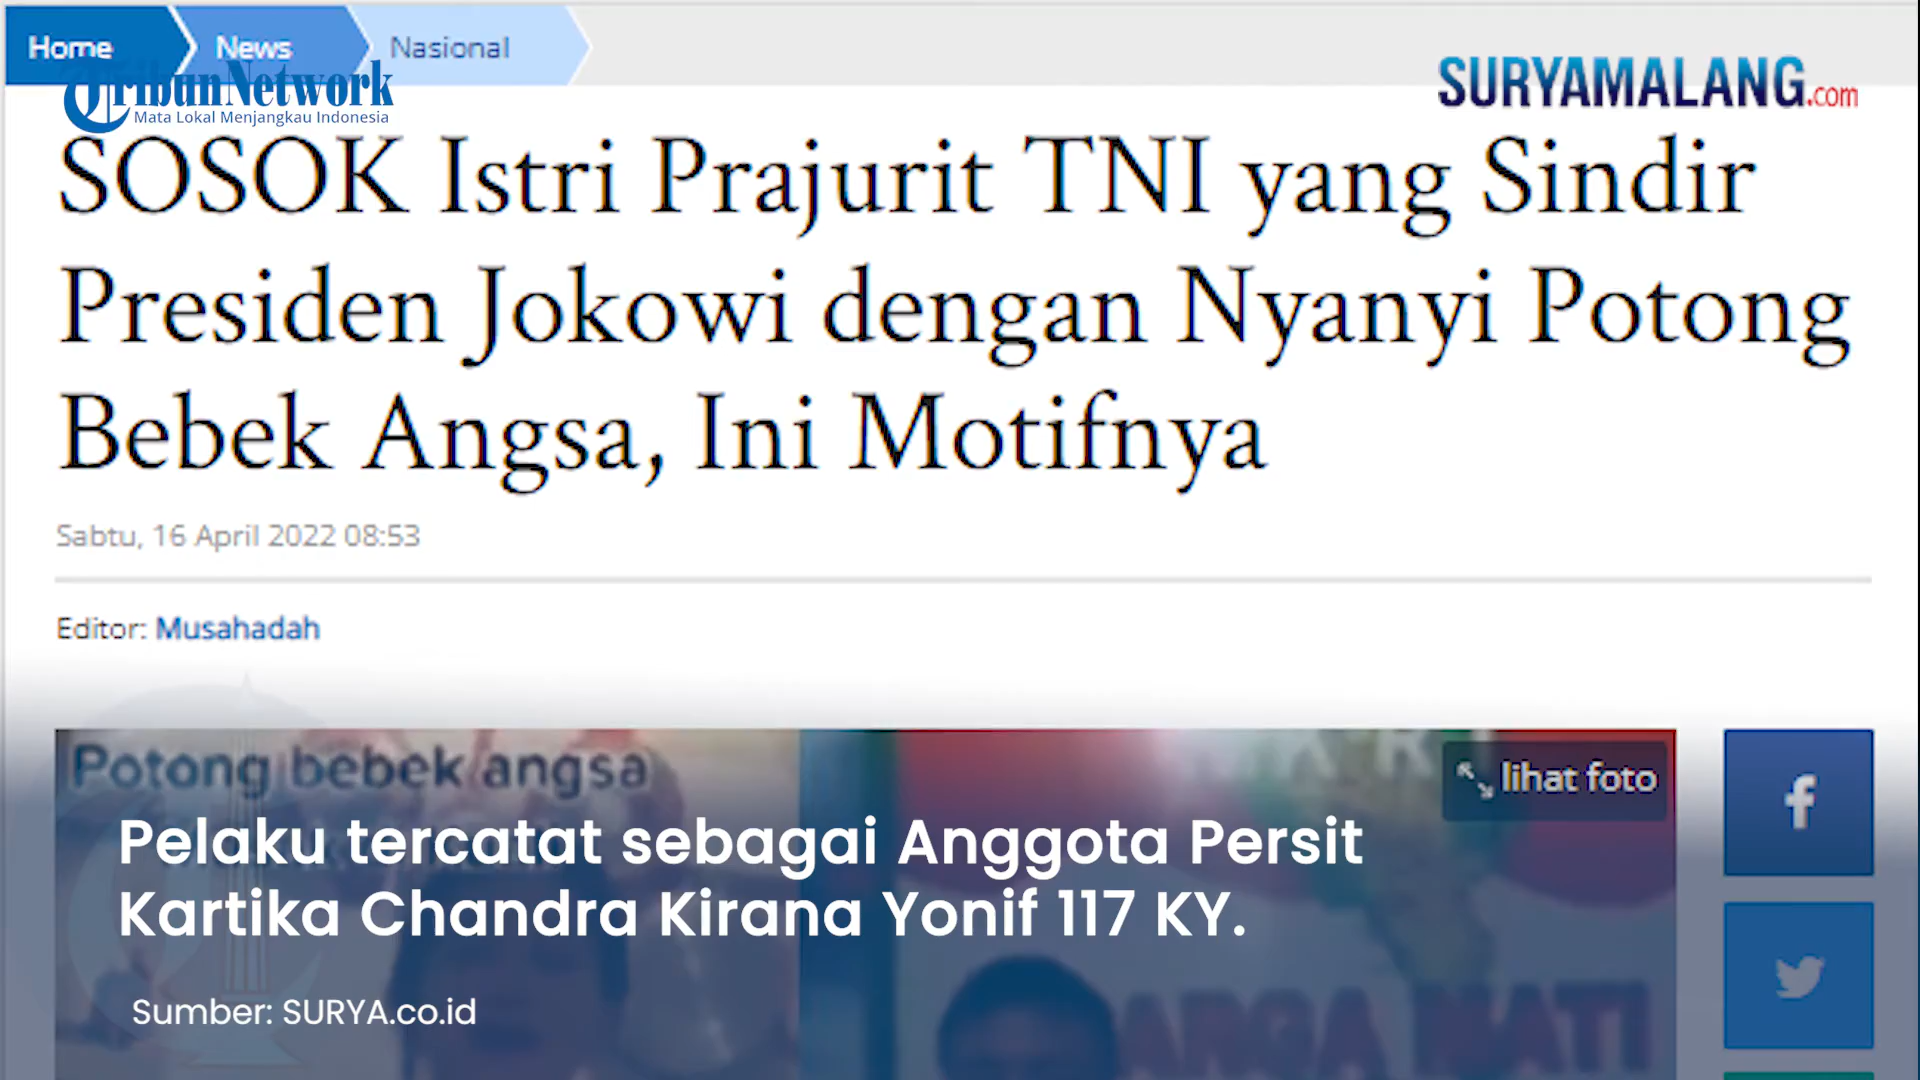 Home
News
Nasional
TribunNetwork
Mata Lokal Menjangkau Indonesia
SURYAMALANG.com
SOSOK Istri Prajurit TNI yang Sindir
Presiden Jokowi dengan Nyanyi Potong
Bebek Angsa, Ini Motifnya
Sabtu, 16 April 2022 08:53
Editor: Musahadah
Potong bebek angsa
lihat foto
Pelaku tercatat sebagai Anggota Persit
Kartika Chandra Kirana Yonif 117 KY.
Sumber: SURYA.co.id